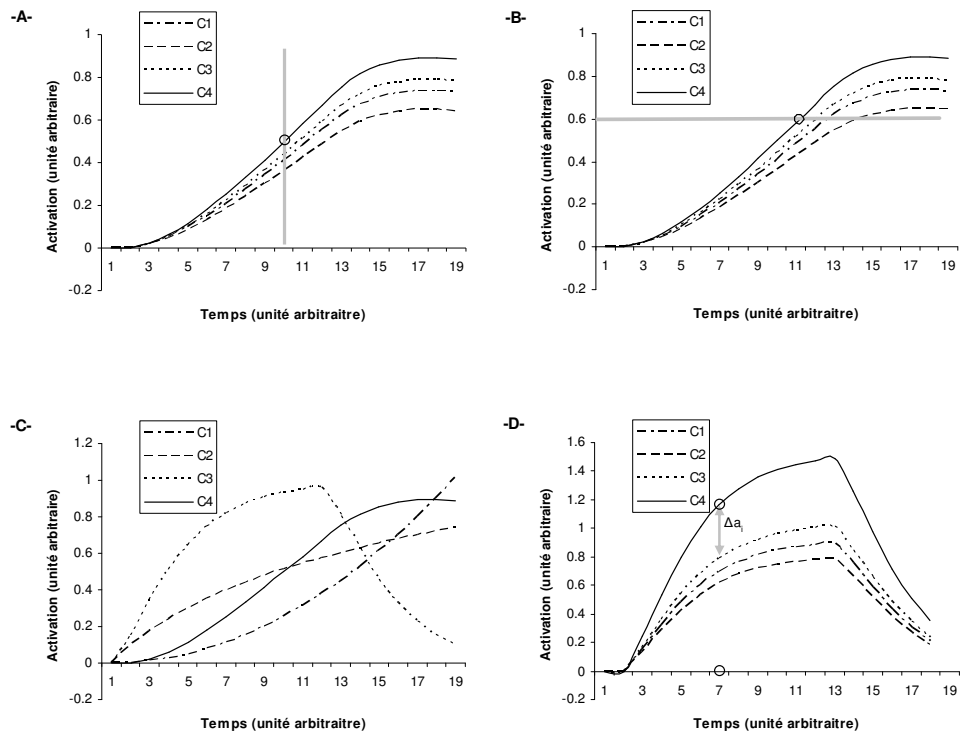 -A-
C1
C2
C3
C4
1
0.8
0.6
0.4
0.2
0
-0.2
Activation (unité arbitraire)
1 3 5 7 9 11 13 15 17 19
Temps (unité arbitraitre)
-B-
C1
C2
C3
C4
1
0.8
0.6
0.4
0.2
0
-0.2
Activation (unité arbitraire)
1 3 5 7 9 11 13 15 17 19
Temps (unité arbitraitre)
-C-
C1
C2
C3
C4
1.2
1
0.8
0.6
0.4
0.2
0
-0.2
Activation (unité arbitraire)
1 3 5 7 9 11 13 15 17 19
Temps (unité arbitraitre)
-D-
C1
C2
C3
C4
1.6
1.4
1.2
1
0.8
0.6
0.4
0.2
0
-0.2
Δai
Activation (unité arbitraire)
1 3 5 7 9 11 13 15 17 19
Temps (unité arbitraitre)